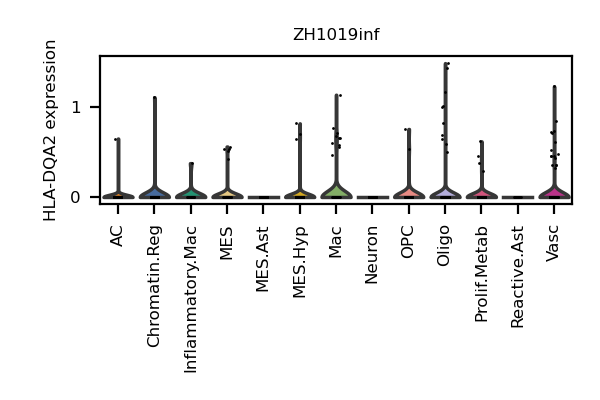 ZH1019inf
HLA-DQA2 expression
1
0
AC
Chromatin.Reg
Inflammatory.Mac
MES
MES.Ast
MES.Hyp
Mac
Neuron
OPC
Oligo
Prolif.Metab
Reactive.Ast
Vasc